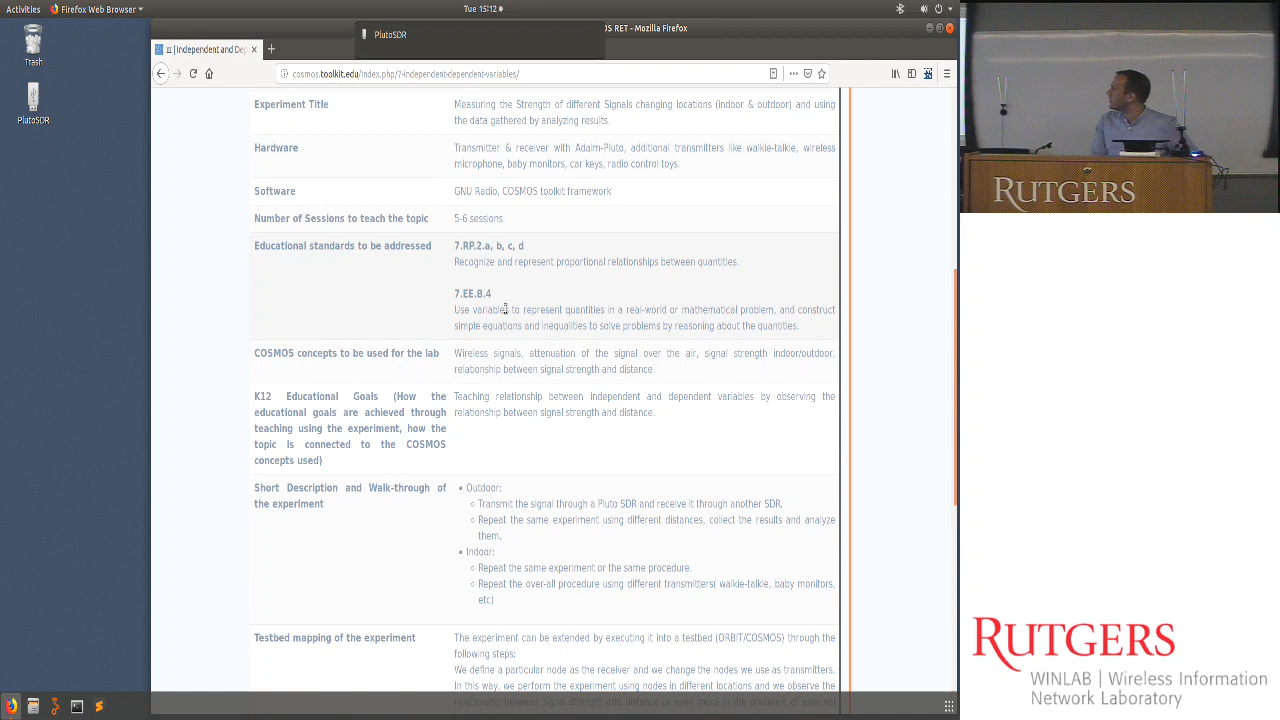 Activities
Firefox Web Browser
Tue 15:12
Trash
PlutoSDR
PlutoSDR
OS RET - Mozilla Firefox
Independent and Dep
cosmos.toolkit.edu/index.php/7-independent-dependent-variables/
Experiment Title
Measuring the Strength of different Signals changing locations (indoor & outdoor) and using
the data gathered by analyzing results.
Hardware
Transmitter & receiver with Adalm-Pluto, additional transmitters like walkie-talkie, wireless
microphone, baby monitors, car keys, radio control toys.
Software
GNU Radio, COSMOS toolkit framework
Number of Sessions to teach the topic
5-6 sessions.
Educational standards to be addressed
7.RP.2.a, b, c, d
Recognize and represent proportional relationships between quantities.
7.EE.B.4
Use variables to represent quantities in a real-world or mathematical problem, and construct
simple equations and inequalities to solve problems by reasoning about the quantities.
COSMOS concepts to be used for the lab
Wireless signals, attenuation of the signal over the air, signal strength indoor/outdoor,
relationship between signal strength and distance.
K12 Educational Goals (How the
educational goals are achieved through
teaching using the experiment, how the
topic is connected to the COSMOS
concepts used)
Teaching relationship between independent and dependent variables by observing the
relationship between signal strength and distance.
Short Description and Walk-through of
the experiment
Outdoor:
Transmit the signal through a Pluto SDR and receive it through another SDR.
Repeat the same experiment using different distances, collect the results and analyze
them.
Indoor:
Repeat the same experiment or the same procedure.
Repeat the over-all procedure using different transmitters( walkie-talkie, baby monitors,
etc)
Testbed mapping of the experiment
The experiment can be extended by executing it into a testbed (ORBIT/COSMOS) through the
following steps:
We define a particular node as the receiver and we change the nodes we use as transmitters.
In this way, we perform the experiment using nodes in different locations and we observe the
relationship between signal strength and distance or even more in the presence of external
RUTGERS
RUTGERS
WINLAB | Wireless Information
Network Laboratory